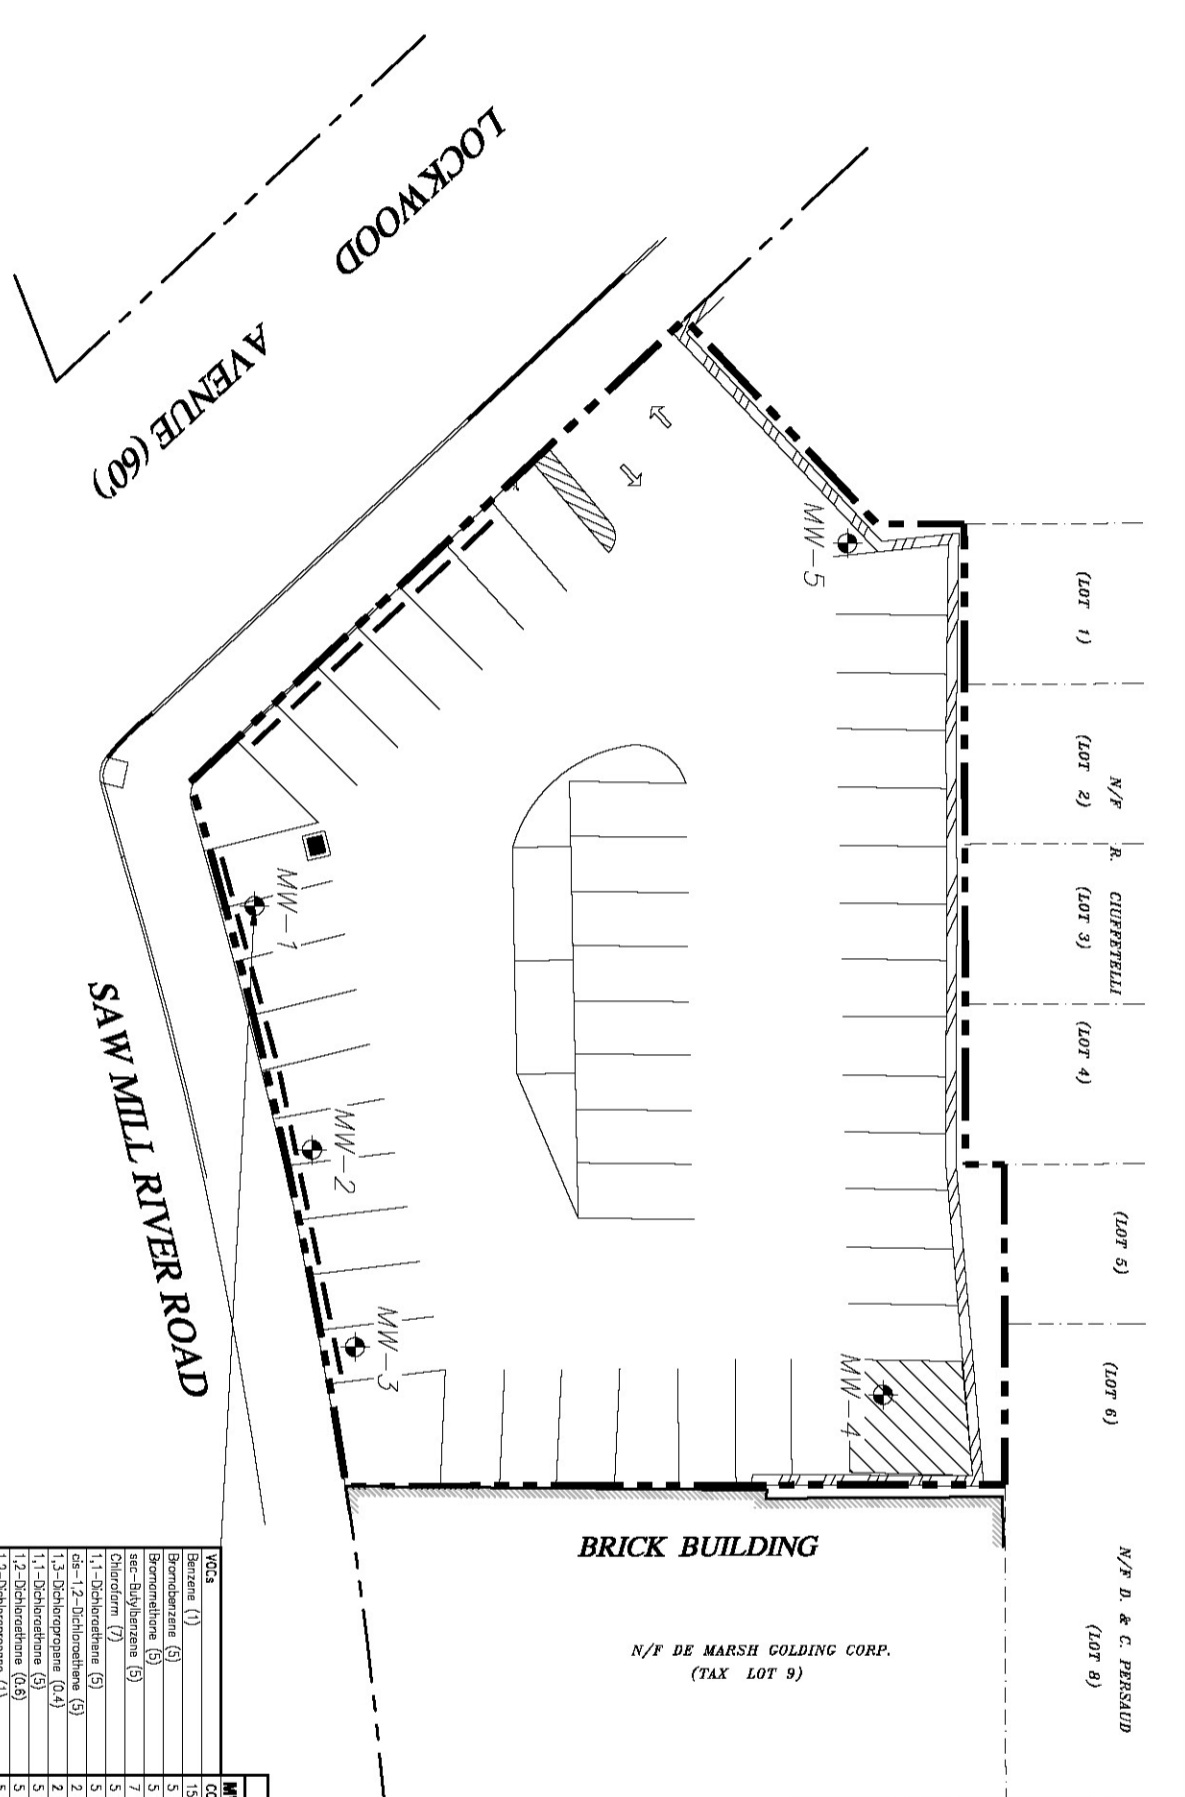 LOCKWOOD
AVENUE (60')
MW-5
(LOT 1)
(LOT 2)
N/F R. CIUFFETELLI
(LOT 3)
(LOT 4)
(LOT 5)
(LOT 6)
MW-1
MW-2
MW-3
MW-4
SAW MILL RIVER ROAD
BRICK BUILDING
N/F DE MARSH GOLDING CORP.
(TAX LOT 9)
N/F D. & C. PERSAUD
(LOT 8)
VOCs
Benzene (1)
Bromobenzene (5)
Bromomethane (5)
sec-Butylbenzene (5)
Chloroform (7)
1,1-Dichloroethene (5)
cis-1,2-Dichloroethene (5)
1,3-Dichloropropene (0.4)
1,1-Dichloroethane (5)
1,2-Dichloroethane (0.6)